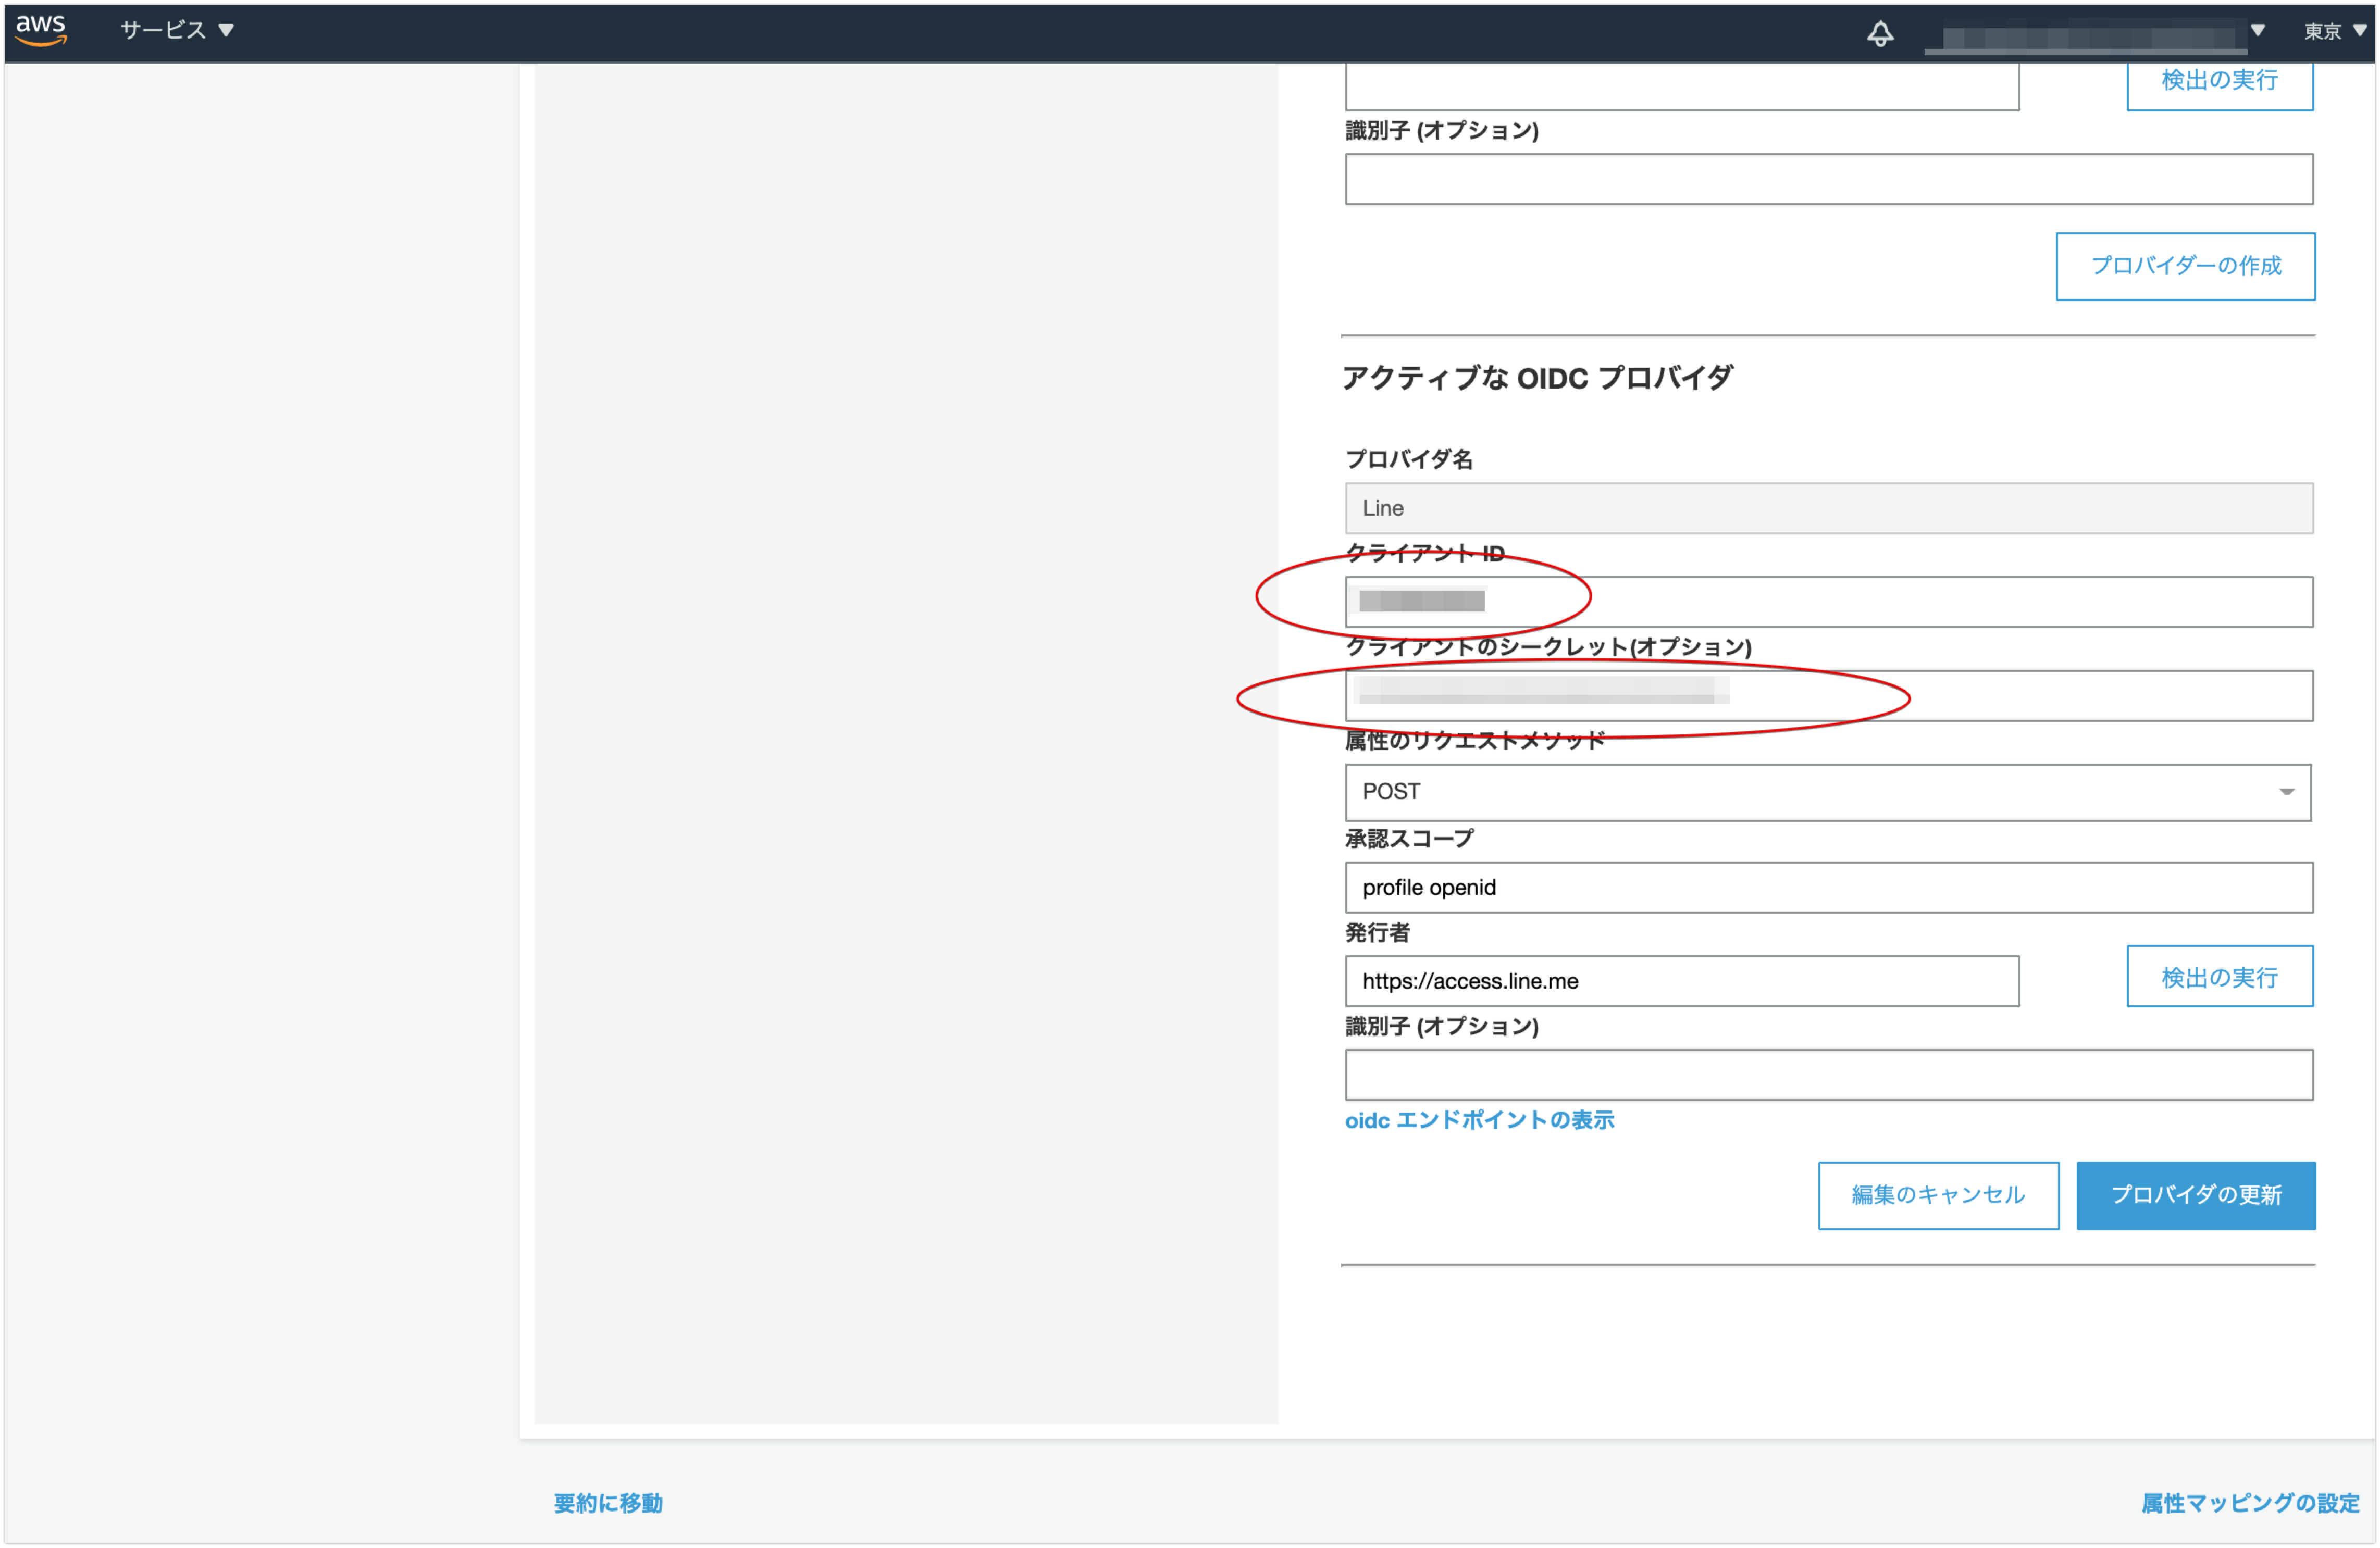 aws
サービス
東京
検出の実行
識別子 (オプション)
プロバイダーの作成
アクティブな OIDC プロバイダ
プロバイダ名
Line
クライアント ID
クライアントのシークレット(オプション)
属性のリクエストメソッド
POST
承認スコープ
profile openid
発行者
https://access.line.me
検出の実行
識別子 (オプション)
oidc エンドポイントの表示
編集のキャンセル
プロバイダの更新
要約に移動
属性マッピングの設定